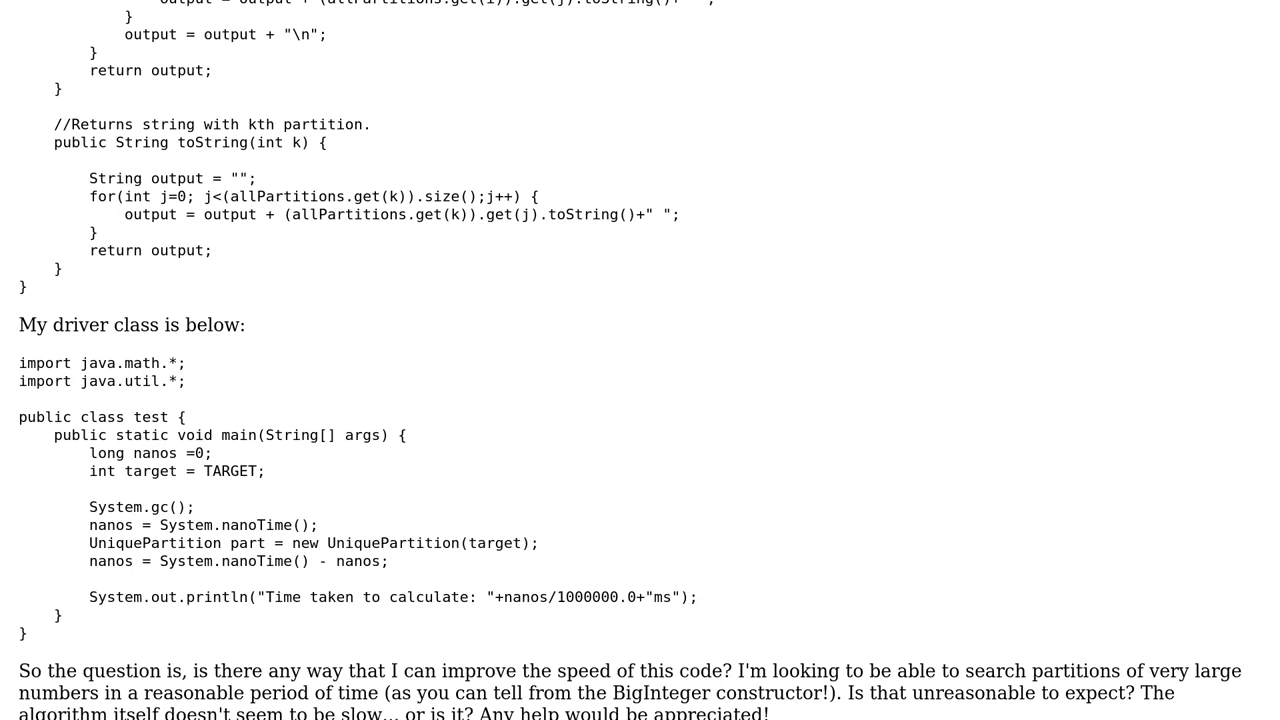 output = output + (allPartitions.get(i)).get(j).toString()+" ";
}
output = output + "\n";
}
return output;
}
//Returns string with kth partition.
public String toString(int k) {
String output = "";
for(int j=0; j<(allPartitions.get(k)).size();j++) {
output = output + (allPartitions.get(k)).get(j).toString()+" ";
}
return output;
}
}
My driver class is below:
import java.math.*;
import java.util.*;
public class test {
public static void main(String[] args) {
long nanos =0;
int target = TARGET;
System.gc();
nanos = System.nanoTime();
UniquePartition part = new UniquePartition(target);
nanos = System.nanoTime() - nanos;
System.out.println("Time taken to calculate: "+nanos/1000000.0+"ms");
}
}
So the question is, is there any way that I can improve the speed of this code? I'm looking to be able to search partitions of very large
numbers in a reasonable period of time (as you can tell from the BigInteger constructor!). Is that unreasonable to expect? The
algorithm itself doesn't seem to be slow... or is it? Any help would be appreciated!